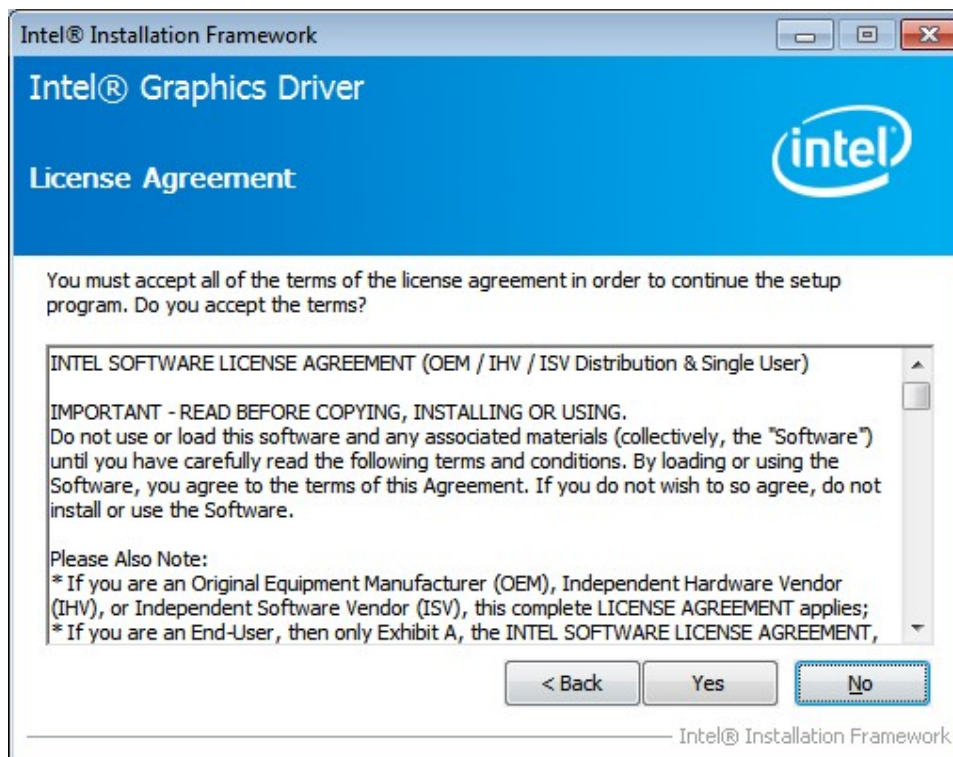 Intel® Installation Framework
Intel® Graphics Driver
intel
License Agreement
You must accept all of the terms of the license agreement in order to continue the setup
program. Do you accept the terms?
INTEL SOFTWARE LICENSE AGREEMENT (OEM / IHV / ISV Distribution & Single User)
IMPORTANT - READ BEFORE COPYING, INSTALLING OR USING.
Do not use or load this software and any associated materials (collectively, the "Software")
until you have carefully read the following terms and conditions. By loading or using the
Software, you agree to the terms of this Agreement. If you do not wish to so agree, do not
install or use the Software.
Please Also Note:
* If you are an Original Equipment Manufacturer (OEM), Independent Hardware Vendor
(IHV), or Independent Software Vendor (ISV), this complete LICENSE AGREEMENT applies;
* If you are an End-User, then only Exhibit A, the INTEL SOFTWARE LICENSE AGREEMENT,
< Back Yes No
Intel® Installation Framework